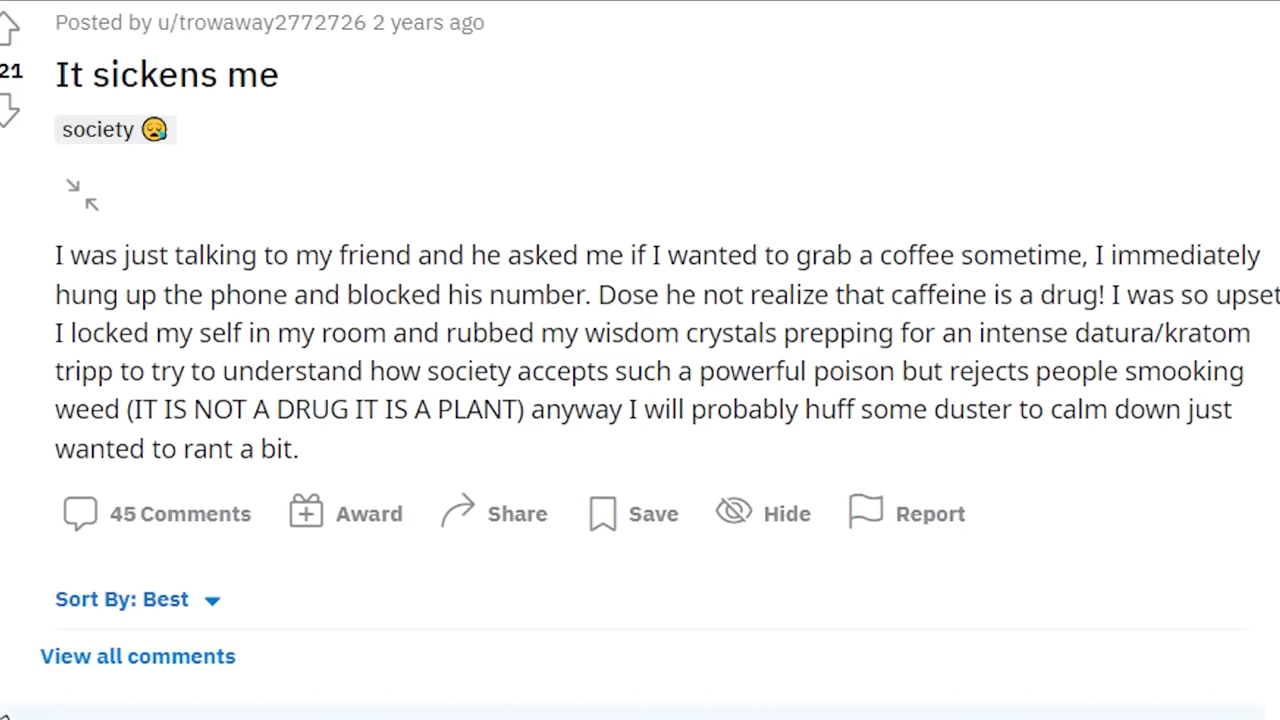 Posted by u/trowaway2772726 2 years ago
21
It sickens me
society 😪
I was just talking to my friend and he asked me if I wanted to grab a coffee sometime, I immediately
hung up the phone and blocked his number. Dose he not realize that caffeine is a drug! I was so upset
I locked my self in my room and rubbed my wisdom crystals prepping for an intense datura/kratom
tripp to try to understand how society accepts such a powerful poison but rejects people smooking
weed (IT IS NOT A DRUG IT IS A PLANT) anyway I will probably huff some duster to calm down just
wanted to rant a bit.
45 Comments Award Share Save Hide Report
Sort By: Best
View all comments